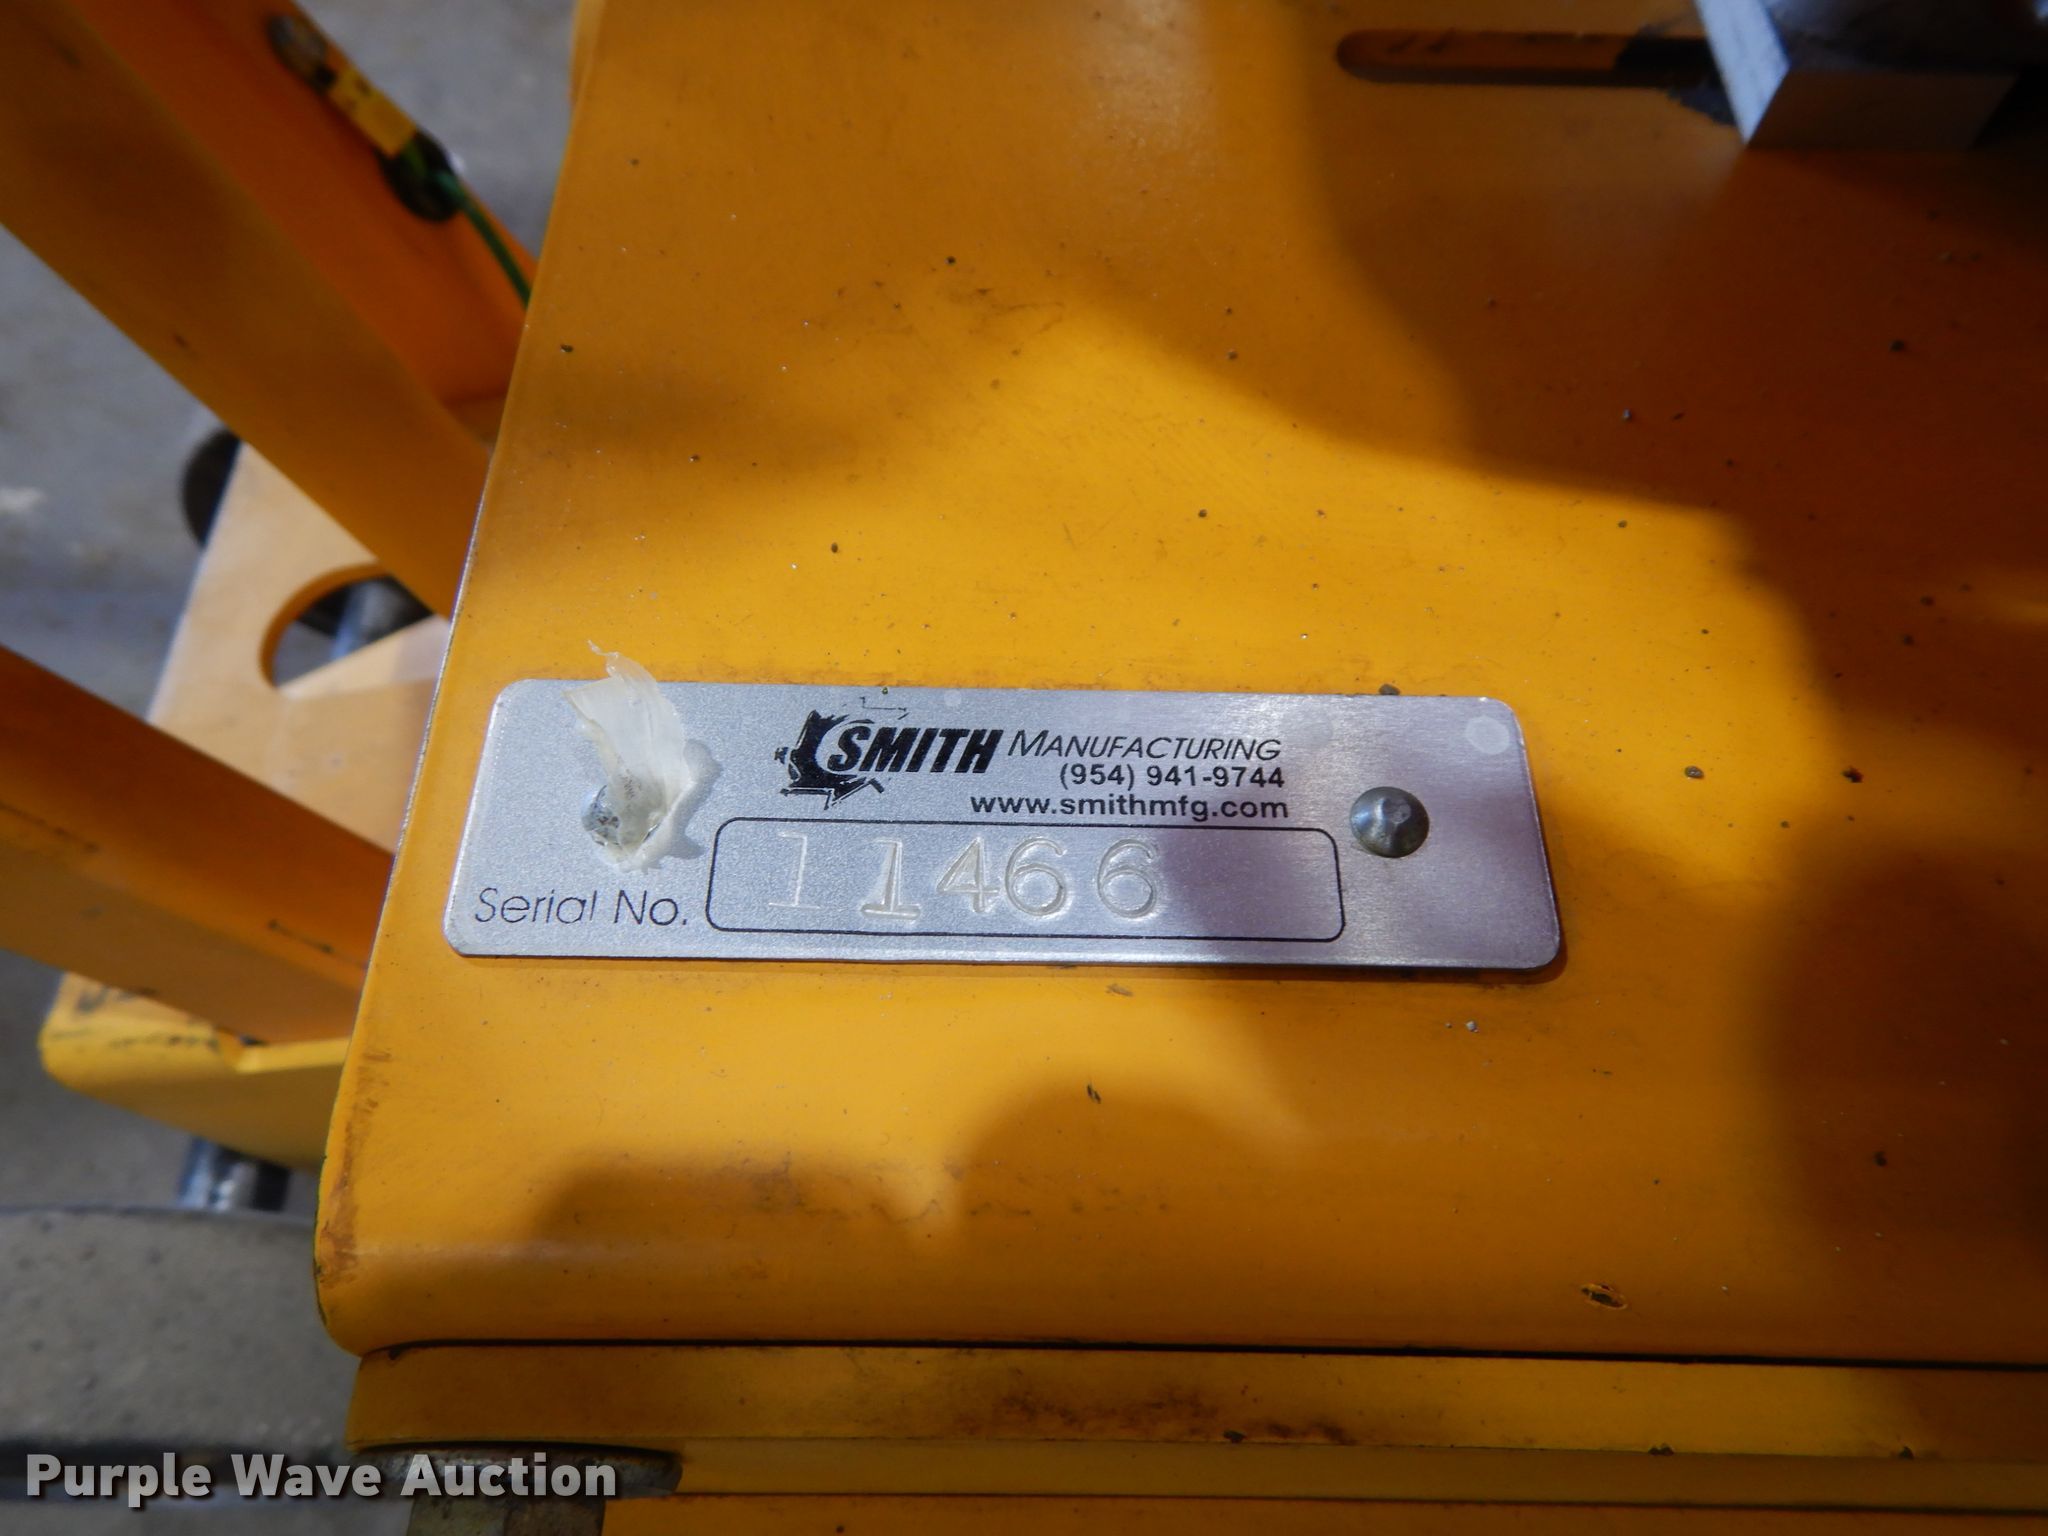 SMITH MANUFACTURING
(954) 941-9744
www.smithmfg.com
Serial No. 11466
Purple Wave Auction